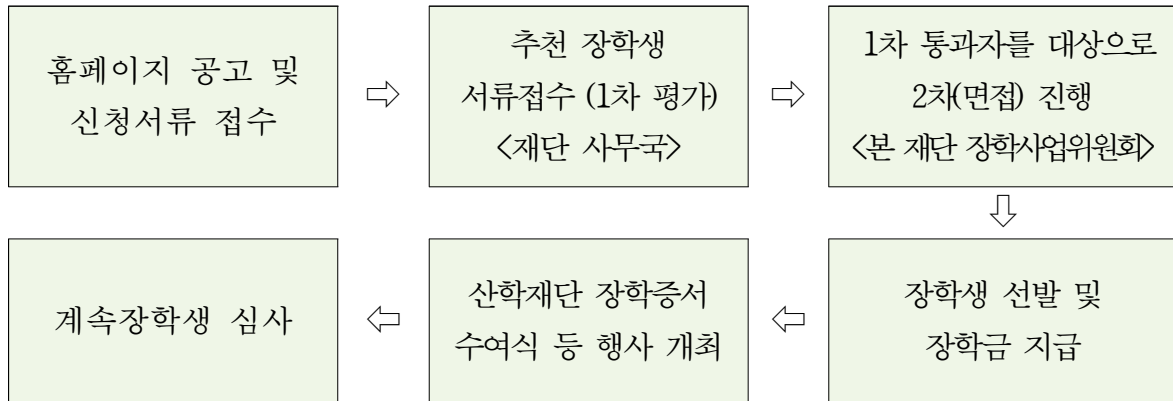 홈페이지 공고 및
신청서류 접수
⇨
추천 장학생
서류접수 (1차 평가)
<재단 사무국>
⇨
1차 통과자를 대상으로
2차(면접) 진행
<본 재단 장학사업위원회>
⇩
장학생 선발 및
장학금 지급
⇦
산학재단 장학증서
수여식 등 행사 개최
⇦
계속장학생 심사